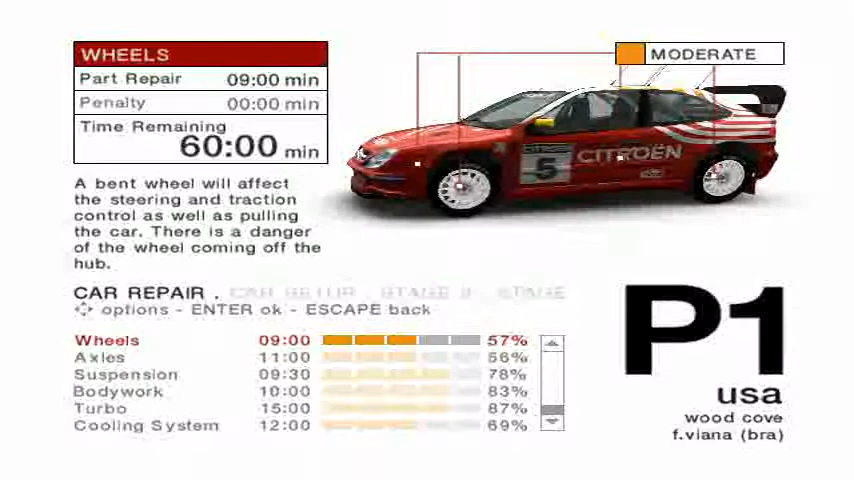 WHEELS
Part Repair 09:00 min
Penalty 00:00 min
Time Remaining
60:00 min
MODERATE
5 CITROËN
A bent wheel will affect
the steering and traction
control as well as pulling
the car. There is a danger
of the wheel coming off the
hub.
CAR REPAIR . CAR SETUP . STAGE . STAGE
options - ENTER ok - ESCAPE back
Wheels 09:00 57%
Axles 11:00 56%
Suspension 09:30 78%
Bodywork 10:00 83%
Turbo 15:00 87%
Cooling System 12:00 69%
P1
usa
wood cove
f.viana (bra)